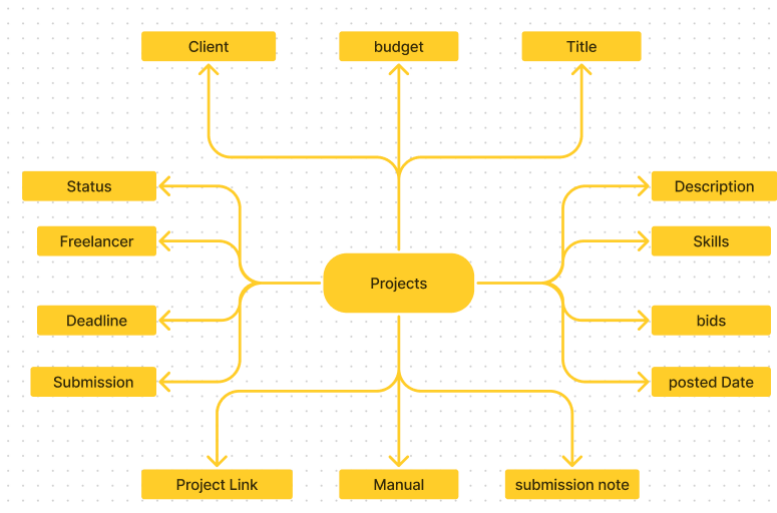 Client
budget
Title
Status
Description
Freelancer
Skills
Projects
Deadline
bids
Submission
posted Date
Project Link
Manual
submission note